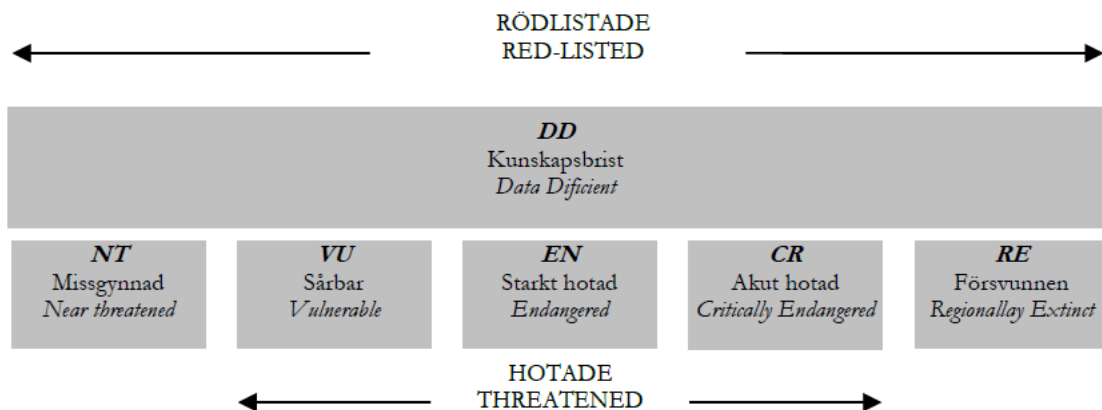 RÖDLISTADE
RED-LISTED
DD
Kunskapsbrist
Data Dificient
NT
Missgynnad
Near threatened
VU
Sårbar
Vulnerable
EN
Starkt hotad
Endangered
CR
Akut hotad
Critically Endangered
RE
Försvunnen
Regionallay Extinct
HOTADE
THREATENED